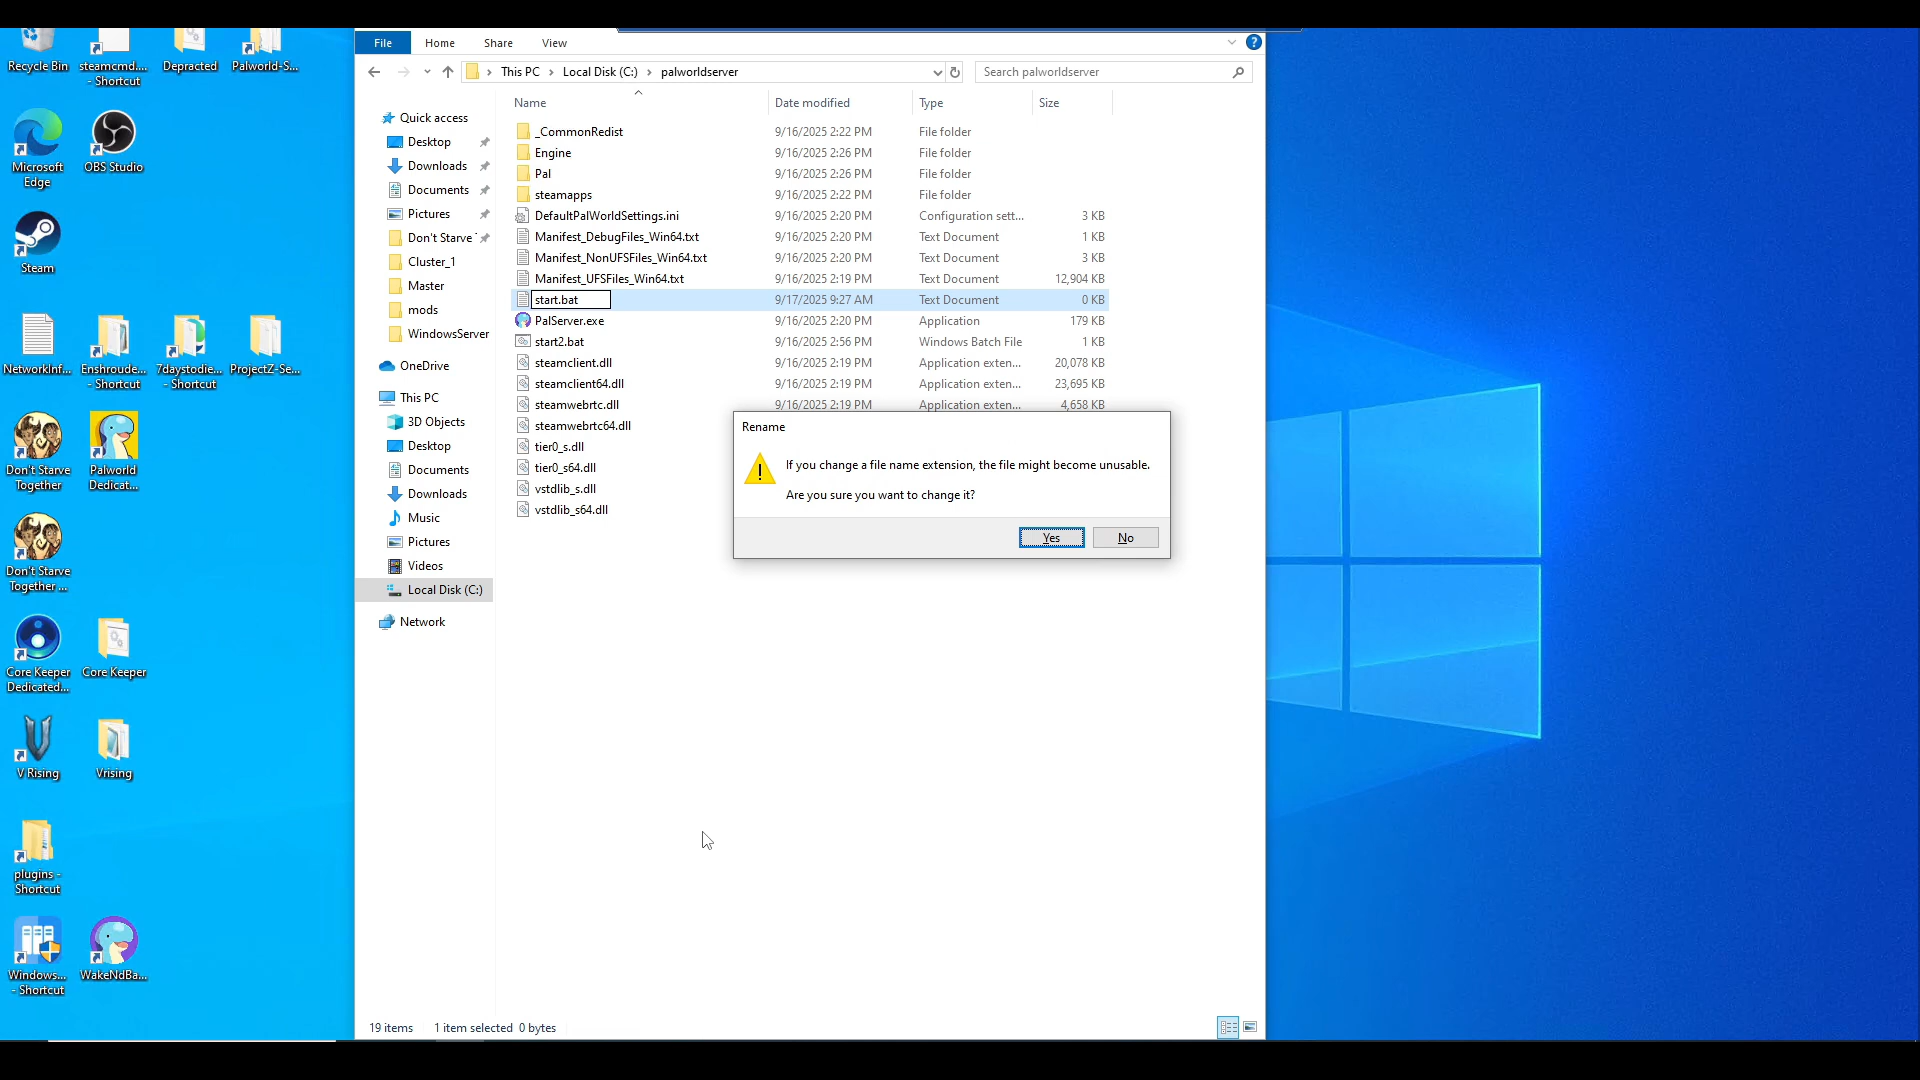 Recycle Bin
steamcmd....
- Shortcut
Depracted
Palworld-S...
Microsoft
Edge
OBS Studio
Steam
NetworkInf...
Enshroude...
- Shortcut
7daystodie...
- Shortcut
ProjectZ-Se...
Don't Starve
Together
Palworld
Dedicat...
Don't Starve
Together ...
Core Keeper
Dedicated...
Core Keeper
V Rising
Vrising
plugins -
Shortcut
Windows...
- Shortcut
WakeNdBa...
File Home Share View
This PC Local Disk (C:) palworldserver
Search palworldserver
Quick access
Desktop
Downloads
Documents
Pictures
Don't Starve
Cluster_1
Master
mods
WindowsServer
OneDrive
This PC
3D Objects
Desktop
Documents
Downloads
Music
Pictures
Videos
Local Disk (C:)
Network
Name Date modified Type Size
_CommonRedist 9/16/2025 2:22 PM File folder
Engine 9/16/2025 2:26 PM File folder
Pal 9/16/2025 2:26 PM File folder
steamapps 9/16/2025 2:22 PM File folder
DefaultPalWorldSettings.ini 9/16/2025 2:20 PM Configuration sett... 3 KB
Manifest_DebugFiles_Win64.txt 9/16/2025 2:20 PM Text Document 1 KB
Manifest_NonUFSFiles_Win64.txt 9/16/2025 2:20 PM Text Document 3 KB
Manifest_UFSFiles_Win64.txt 9/16/2025 2:19 PM Text Document 12,904 KB
start.bat 9/17/2025 9:27 AM Text Document 0 KB
PalServer.exe 9/16/2025 2:20 PM Application 179 KB
start2.bat 9/16/2025 2:56 PM Windows Batch File 1 KB
steamclient.dll 9/16/2025 2:19 PM Application exten... 20,078 KB
steamclient64.dll 9/16/2025 2:19 PM Application exten... 23,695 KB
steamwebrtc.dll 9/16/2025 2:19 PM Application exten... 4,658 KB
steamwebrtc64.dll
tier0_s.dll
tier0_s64.dll
vstdlib_s.dll
vstdlib_s64.dll
Rename
If you change a file name extension, the file might become unusable.
Are you sure you want to change it?
Yes No
19 items 1 item selected 0 bytes